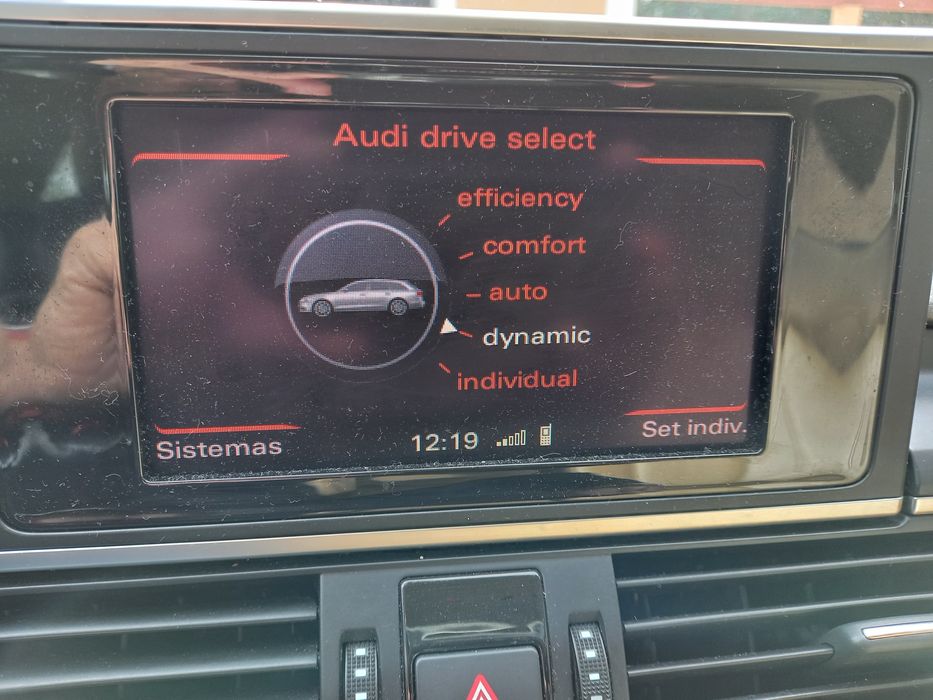 Audi drive select
efficiency
comfort
auto
dynamic
individual
Sistemas
12:19
Set indiv.